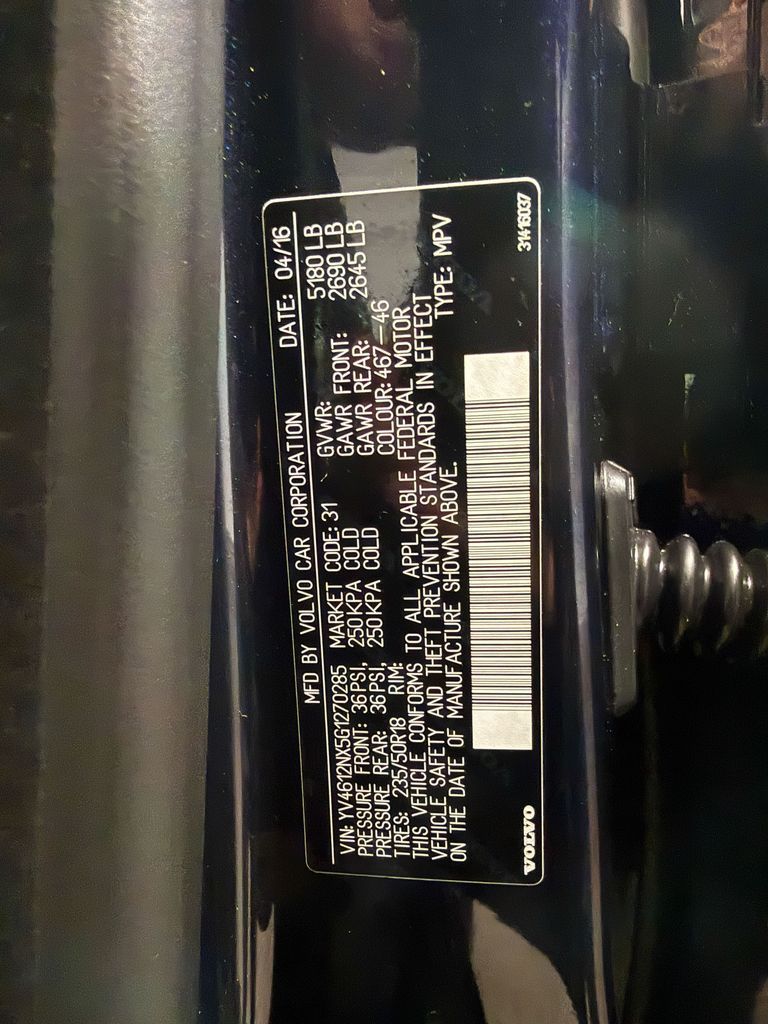 MFD BY VOLVO CAR CORPORATION DATE: 04/16
VIN: YV4612NX5G1270285 MARKET CODE: 31 GVWR: 5180 LB
PRESSURE FRONT: 36PSI, 250KPA COLD GAWR FRONT: 2690 LB
PRESSURE REAR: 36PSI, 250KPA COLD GAWR REAR: 2645 LB
TIRES: 235/50R18 RIM: COLOUR: 467-46
THIS VEHICLE CONFORMS TO ALL APPLICABLE FEDERAL MOTOR
VEHICLE SAFETY AND THEFT PREVENTION STANDARDS IN EFFECT
ON THE DATE OF MANUFACTURE SHOWN ABOVE. TYPE: MPV
VOLVO 31416037